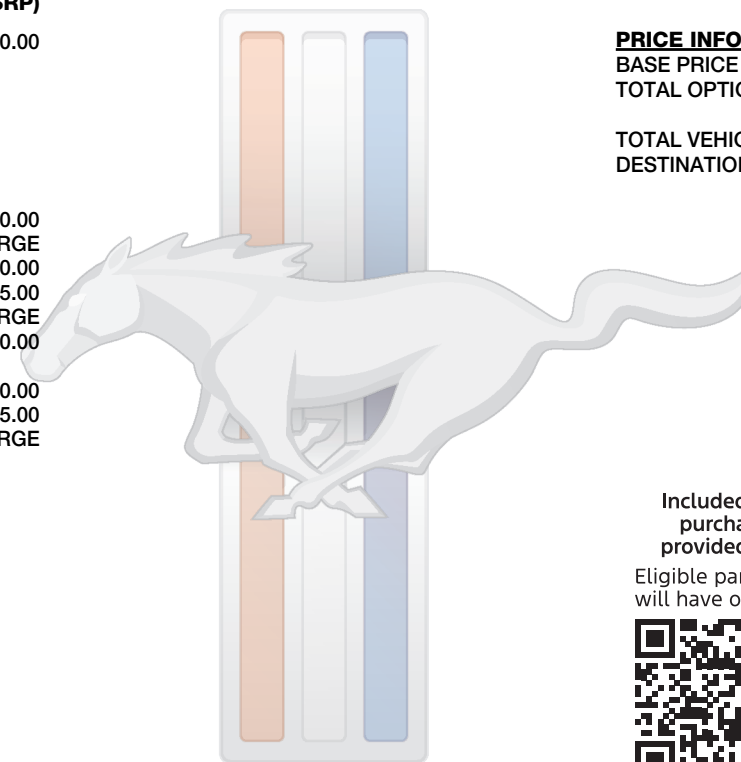 SRP)
0.00
0.00
RGE
0.00
5.00
RGE
0.00
0.00
5.00
RGE
PRICE INFO
BASE PRICE
TOTAL OPTIO
TOTAL VEHIC
DESTINATION
Included
purcha
provided
Eligible par
will have o